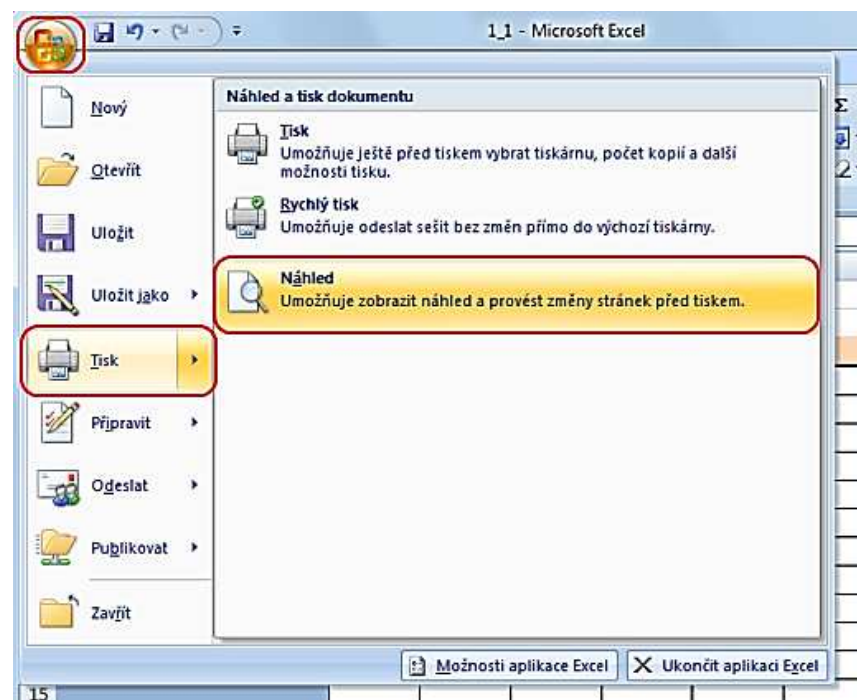 1_1 - Microsoft Excel
Nový
Otevřít
Uložit
Uložit jako
Tisk
Připravit
Odeslat
Publikovat
Zavřít
Náhled a tisk dokumentu
Tisk
Umožňuje ještě před tiskem vybrat tiskárnu, počet kopií a další
možnosti tisku.
Rychlý tisk
Umožňuje odeslat sešit bez změn přímo do výchozí tiskárny.
Náhled
Umožňuje zobrazit náhled a provést změny stránek před tiskem.
Možnosti aplikace Excel
Ukončit aplikaci Excel
Σ
15